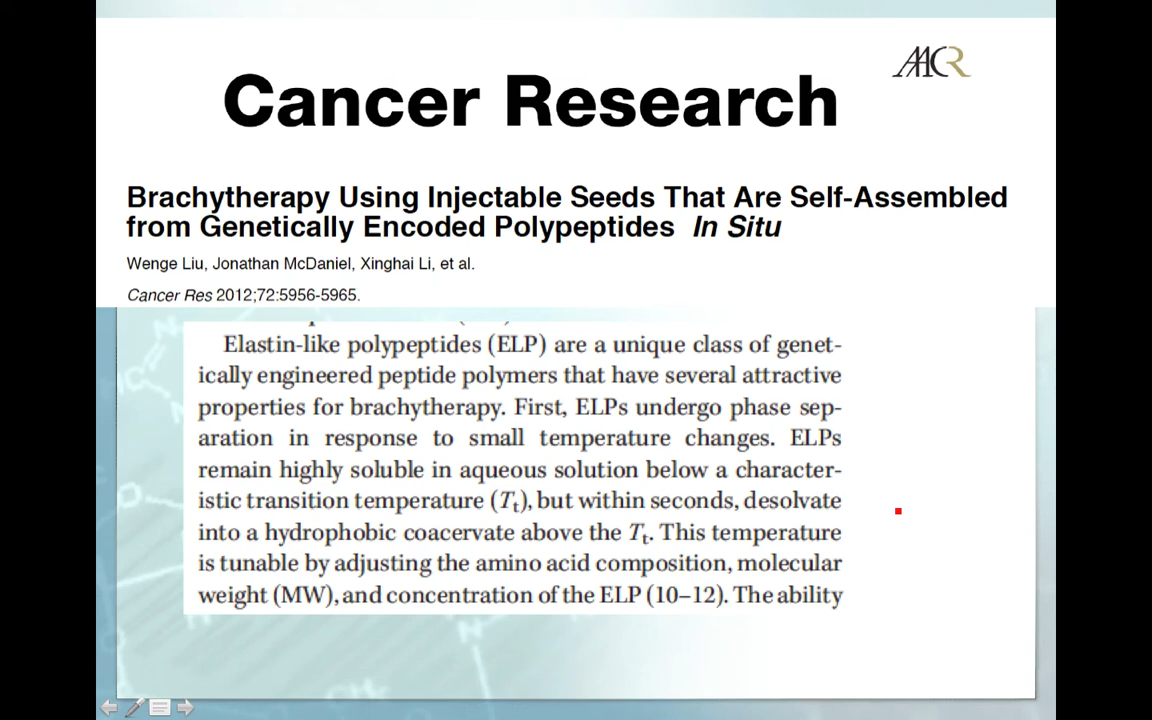 AACR
Cancer Research
Brachytherapy Using Injectable Seeds That Are Self-Assembled
from Genetically Encoded Polypeptides In Situ
Wenge Liu, Jonathan McDaniel, Xinghai Li, et al.
Cancer Res 2012;72:5956-5965.
Elastin-like polypeptides (ELP) are a unique class of genet-
ically engineered peptide polymers that have several attractive
properties for brachytherapy. First, ELPs undergo phase sep-
aration in response to small temperature changes. ELPs
remain highly soluble in aqueous solution below a character-
istic transition temperature (Tt), but within seconds, desolvate
into a hydrophobic coacervate above the Tt. This temperature
is tunable by adjusting the amino acid composition, molecular
weight (MW), and concentration of the ELP (10–12). The ability